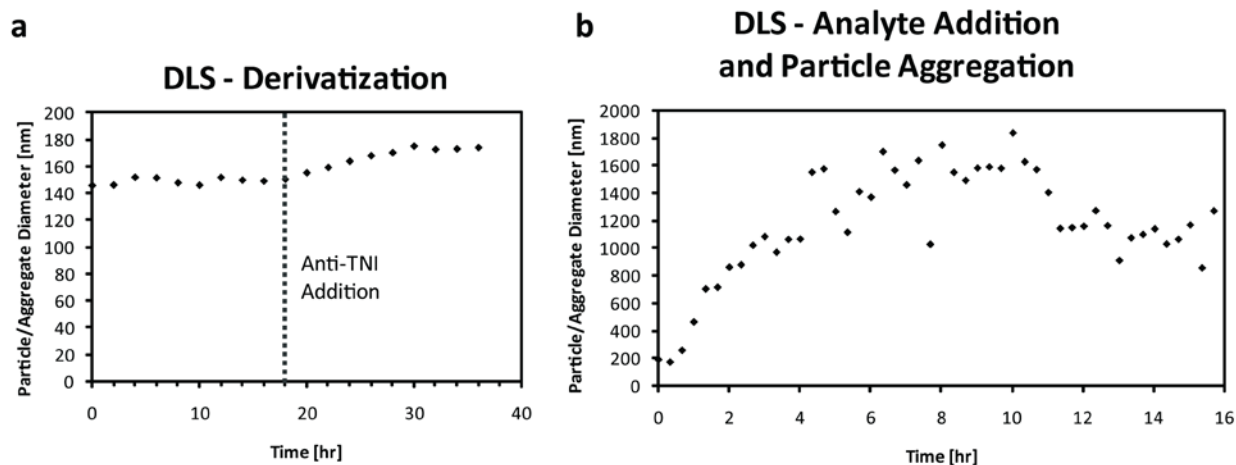 a
DLS - Derivatization
Particle/Aggregate Diameter [nm]
200
180
160
140
120
100
80
60
40
20
0
Anti-TNI
Addition
0 10 20 30 40
Time [hr]
b
DLS - Analyte Addition
and Particle Aggregation
Particle/Aggregate Diameter [nm]
2000
1800
1600
1400
1200
1000
800
600
400
200
0
0 2 4 6 8 10 12 14 16
Time [hr]